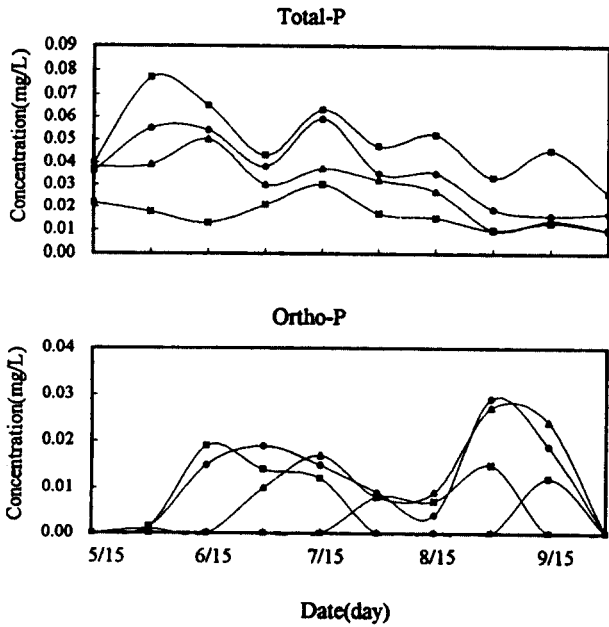 Total-P
Concentration(mg/L)
0.09
0.08
0.07
0.06
0.05
0.04
0.03
0.02
0.01
0.00
Ortho-P
Concentration(mg/L)
0.04
0.03
0.02
0.01
0.00
5/15 6/15 7/15 8/15 9/15
Date(day)